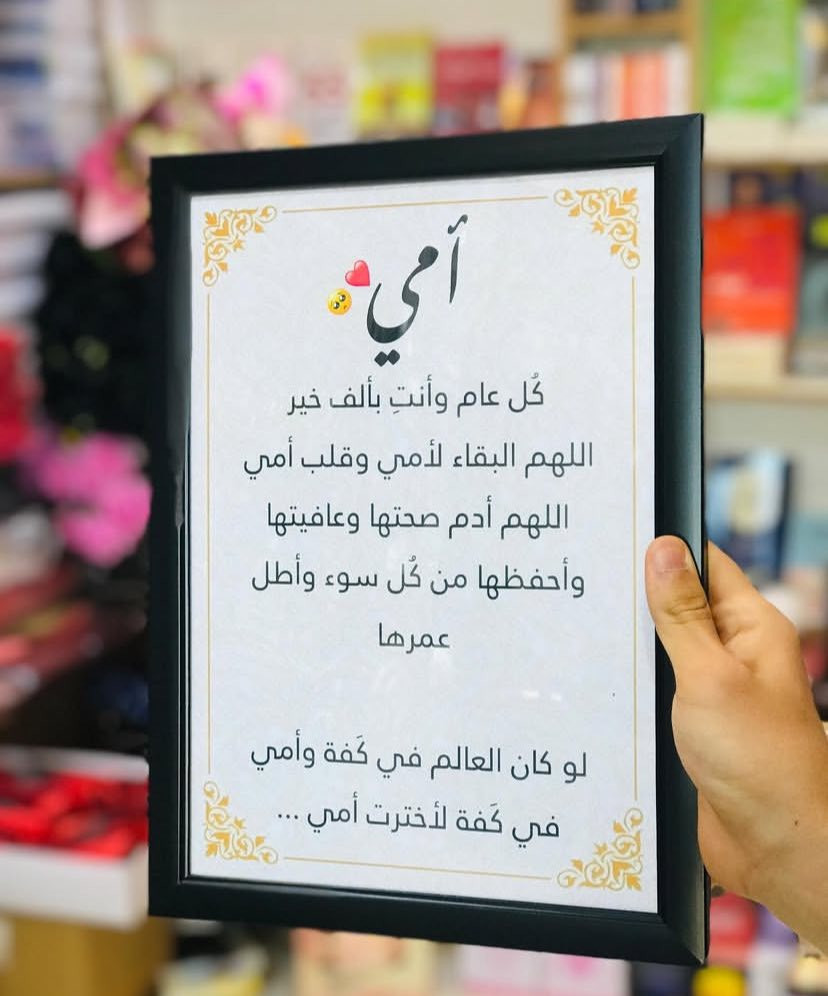 أمي
كُل عام وأنتِ بألف خير
اللهم البقاء لأمي وقلب أمي
اللهم أدم صحتها وعافيتها
وأحفظها من كُل سوء وأطل
عمرها
لو كان العالم في كَفة وأمي
في كَفة لأخترت أمي ...